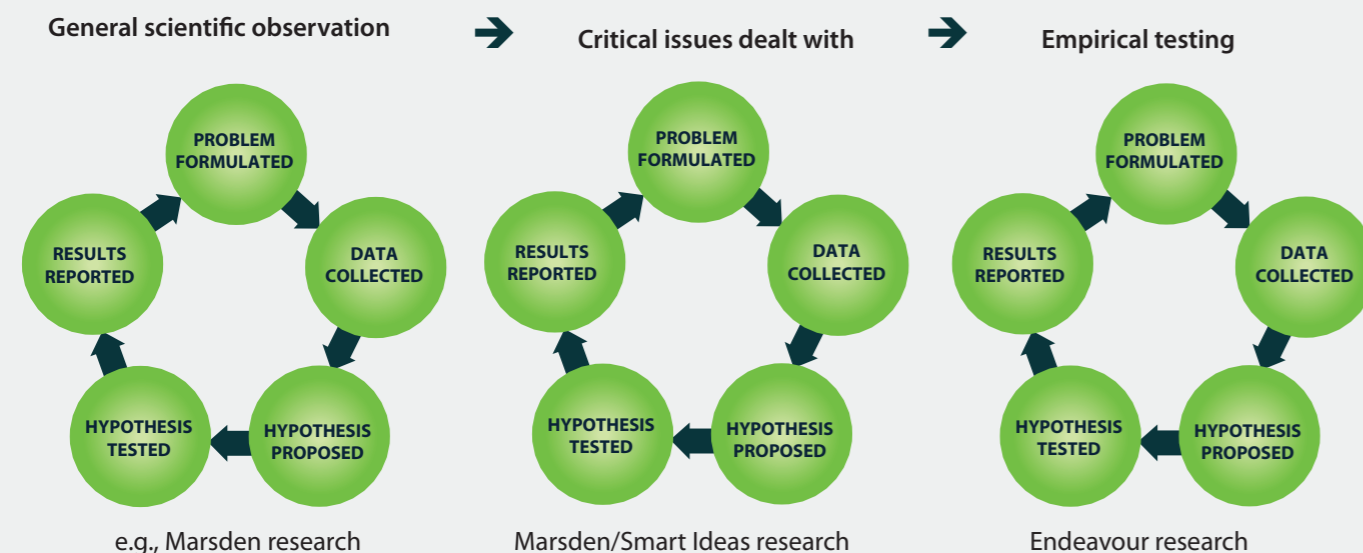 General scientific observation
Critical issues dealt with
Empirical testing
PROBLEM
FORMULATED
DATA
COLLECTED
HYPOTHESIS
PROPOSED
HYPOTHESIS
TESTED
RESULTS
REPORTED
e.g., Marsden research
PROBLEM
FORMULATED
DATA
COLLECTED
HYPOTHESIS
PROPOSED
HYPOTHESIS
TESTED
RESULTS
REPORTED
Marsden/Smart Ideas research
PROBLEM
FORMULATED
DATA
COLLECTED
HYPOTHESIS
PROPOSED
HYPOTHESIS
TESTED
RESULTS
REPORTED
Endeavour research